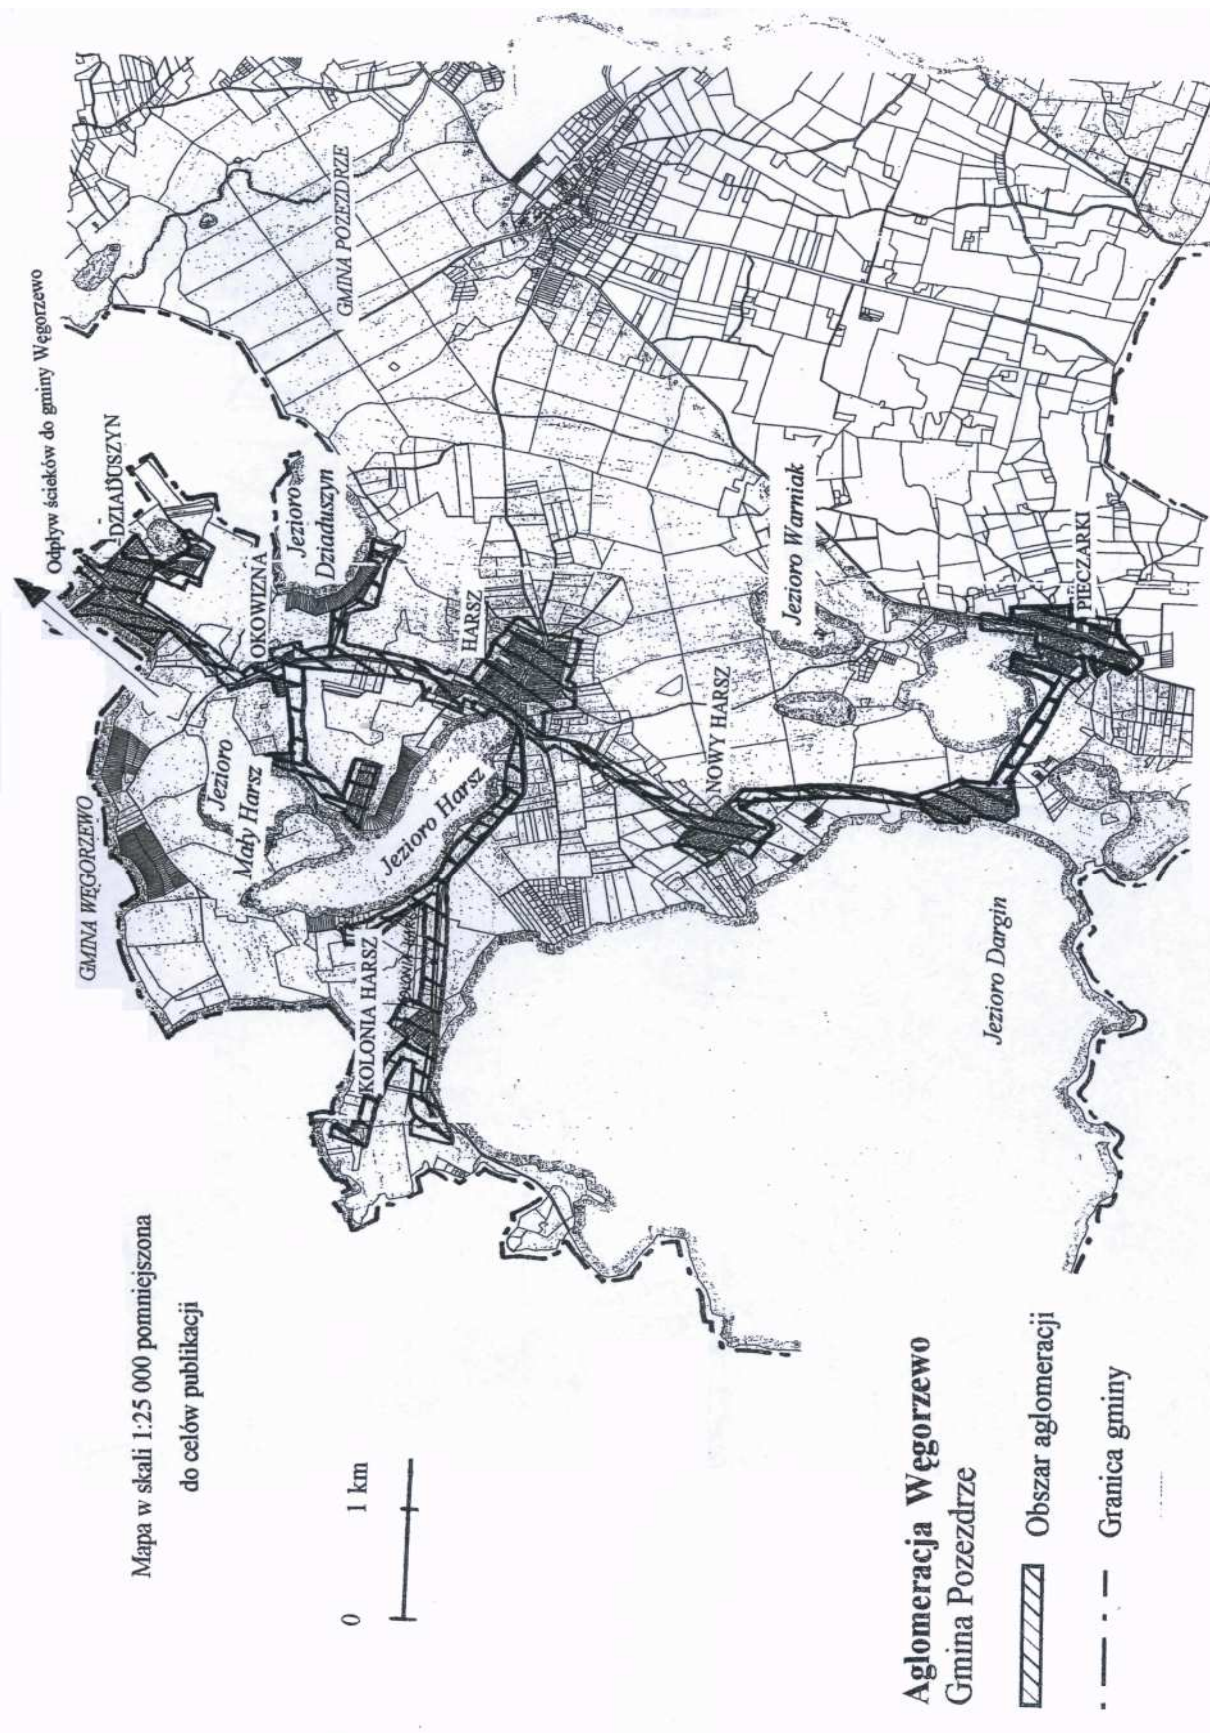 Mapa w skali 1:25 000 pomniejszona
do celów publikacji
0
1 km
Aglomeracja Węgorzewo
Gmina Pozezdrze
Obszar aglomeracji
Granica gminy
GMINA WĘGORZEWO
Odpływ ścieków do gminy Węgorzewo
DZIADUSZYN
OKOWIZNA
Jezioro
Dziaduszyn
GMINA POZEZDRZE
Jezioro
Mały Harsz
HARSZ
Jezioro Harsz
KOLONIA HARSZ
NOWY HARSZ
Jezioro Warniak
PIECZARKI
Jezioro Dargin